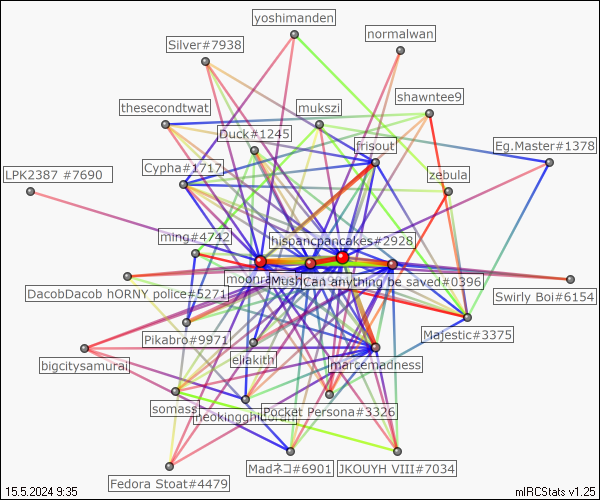 yoshimanden
normalwan
Silver#7938
shawntee9
thesecondtwat
mukszi
Duck#1245
frisout
Eg.Master#1378
Cypha#1717
zebula
LPK2387 #7690
ming#4742
hispancpancakes#2928
Can anything be saved#0396
DacobDacob hORNY police#5271
Swirly Boi#6154
Pikabro#9971
Majestic#3375
eliakith
bigcitysamurai
marcemadness
somass
Pocket Persona#3326
Madネコ#6901
JKOUYH VIII#7034
Fedora Stoat#4479
15.5.2024 9:35
mIRCStats v1.25